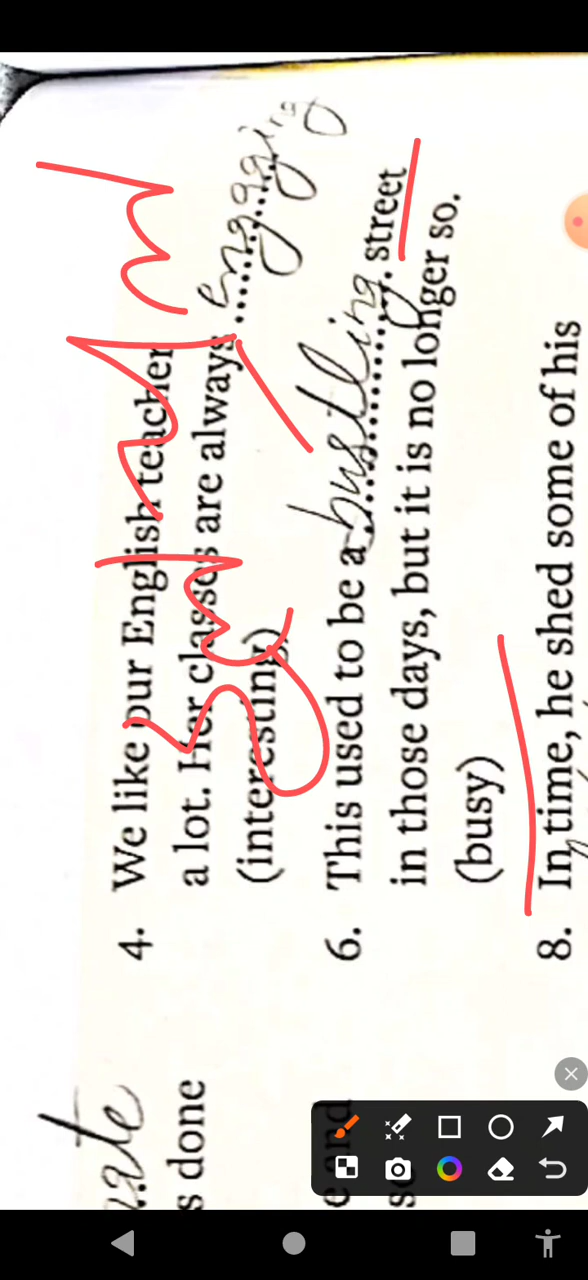 4. We like our English teacher
a lot. Her classes are always engaging
(interesting)
6. This used to be a bustling street
in those days, but it is no longer so.
(busy)
8. In time, he shed some of his
s done